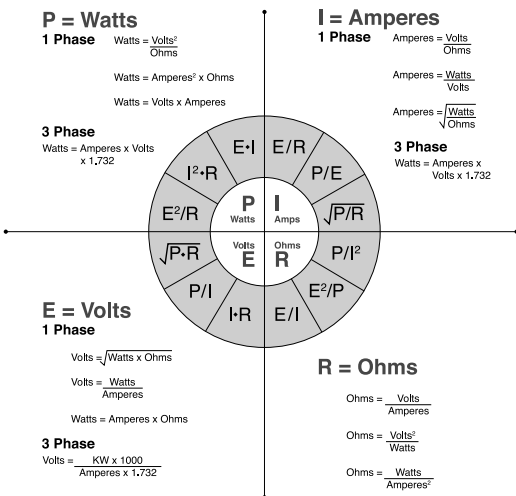 P = Watts
1 Phase
Watts = Volts²
Ohms
Watts = Amperes² x Ohms
Watts = Volts x Amperes
3 Phase
Watts = Amperes x Volts
x 1.732
I = Amperes
1 Phase
Amperes = Volts
Ohms
Amperes = Watts
Volts
Amperes = √Watts
Ohms
3 Phase
Watts = Amperes x
Volts x 1.732
E•I
E/R
I²•R
P/E
E²/R
√P/R
P
Watts
I
Amps
Volts
E
Ohms
R
√P•R
P/I²
P/I
E²/P
I•R
E/I
E = Volts
1 Phase
Volts = √Watts x Ohms
Volts = Watts
Amperes
Watts = Amperes x Ohms
3 Phase
Volts = KW x 1000
Amperes x 1.732
R = Ohms
Ohms = Volts
Amperes
Ohms = Volts²
Watts
Ohms = Watts
Amperes²